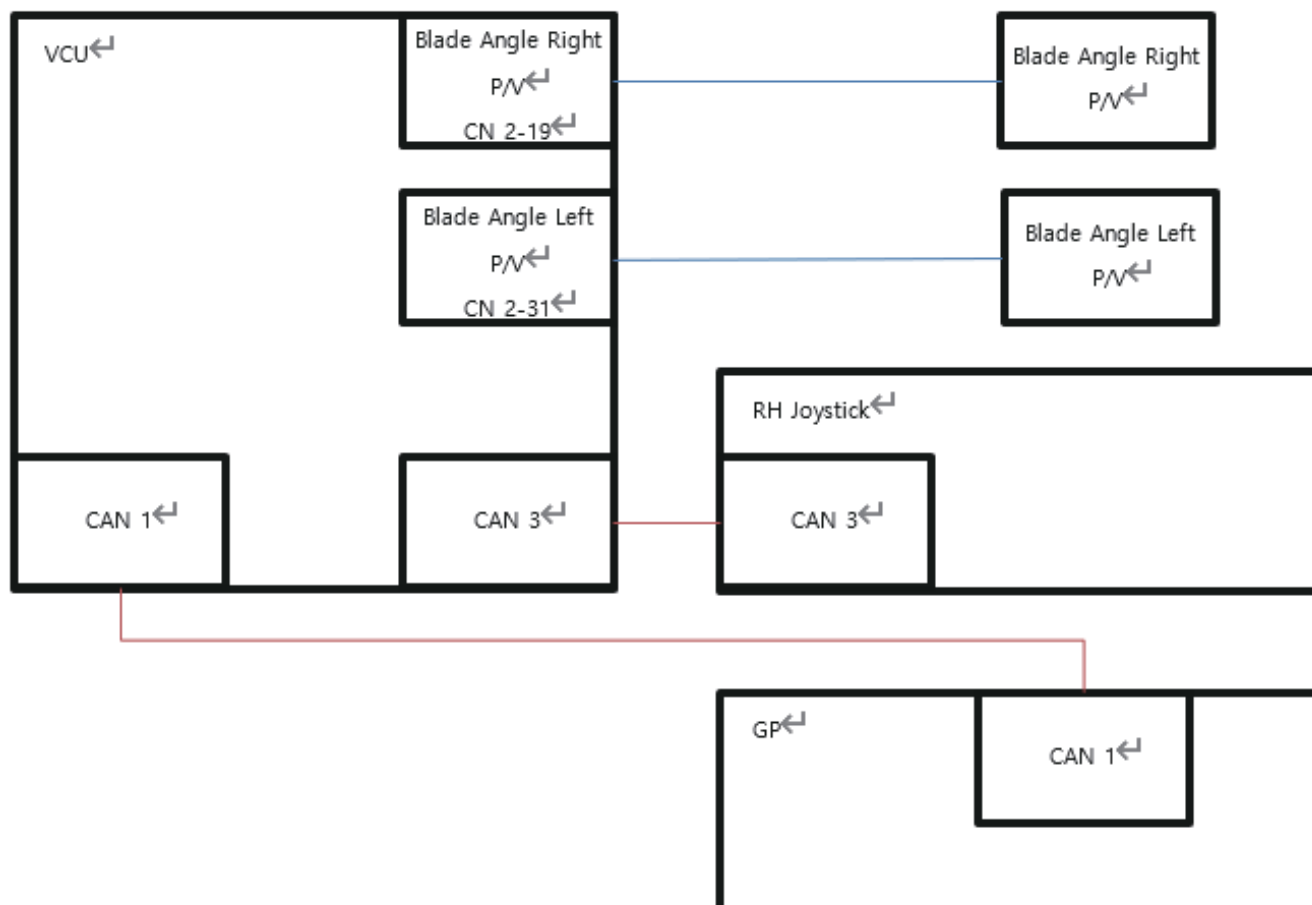 VCU↵
Blade Angle Right
P/V↵
CN 2-19↵
Blade Angle Right
P/V↵
Blade Angle Left
P/V↵
CN 2-31↵
Blade Angle Left
P/V↵
RH Joystick↵
CAN 1↵
CAN 3↵
CAN 3↵
GP↵
CAN 1↵